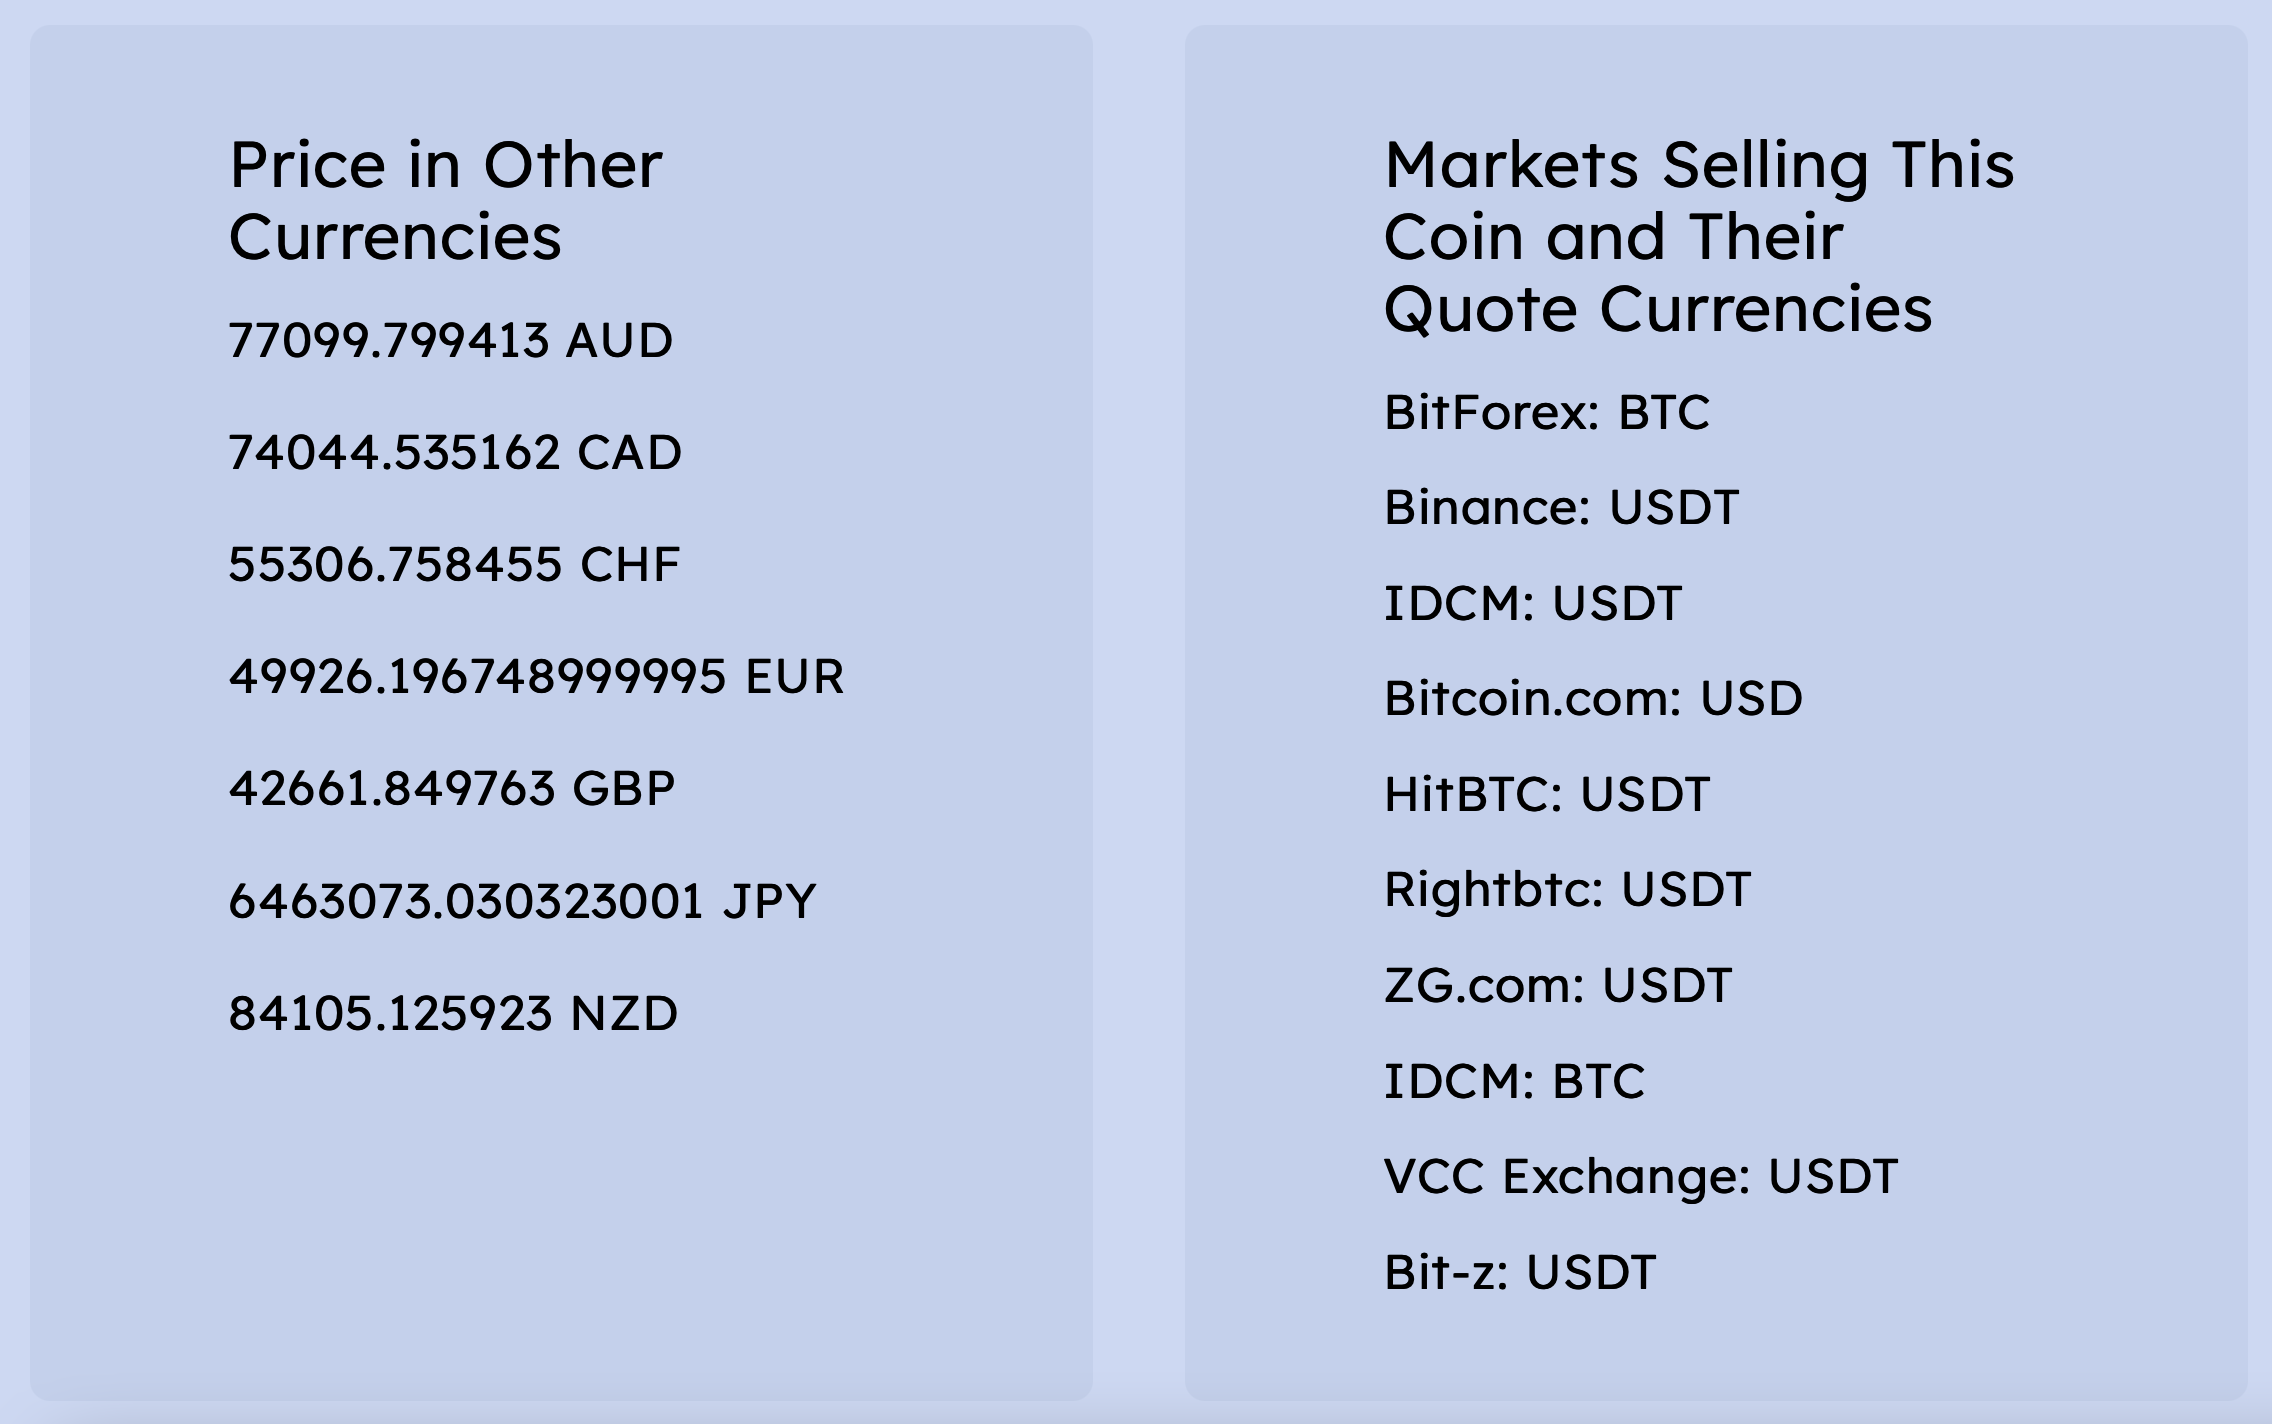 Price in Other
Currencies
77099.799413 AUD
74044.535162 CAD
55306.758455 CHF
49926.196748999995 EUR
42661.849763 GBP
6463073.030323001 JPY
84105.125923 NZD
Markets Selling This
Coin and Their
Quote Currencies
BitForex: BTC
Binance: USDT
IDCM: USDT
Bitcoin.com: USD
HitBTC: USDT
Rightbtc: USDT
ZG.com: USDT
IDCM: BTC
VCC Exchange: USDT
Bit-z: USDT